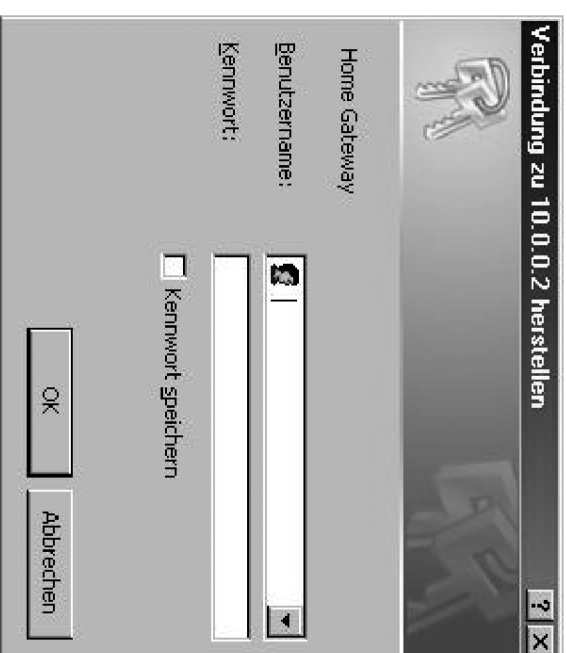 Verbindung zu 10.0.0.2 herstellen
Home Gateway
Benutzername:
Kennwort:
Kennwort speichern
OK
Abbrechen